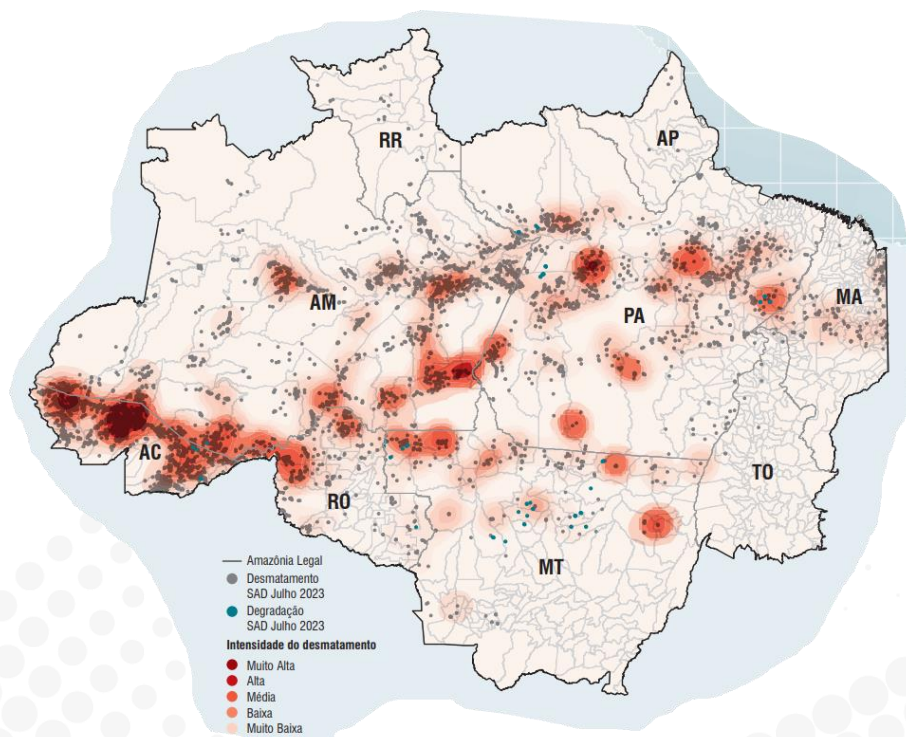 RR
AP
AM
PA
MA
AC
RO
TO
MT
Amazônia Legal
Desmatamento
SAD Julho 2023
Degradação
SAD Julho 2023
Intensidade do desmatamento
Muito Alta
Alta
Média
Baixa
Muito Baixa